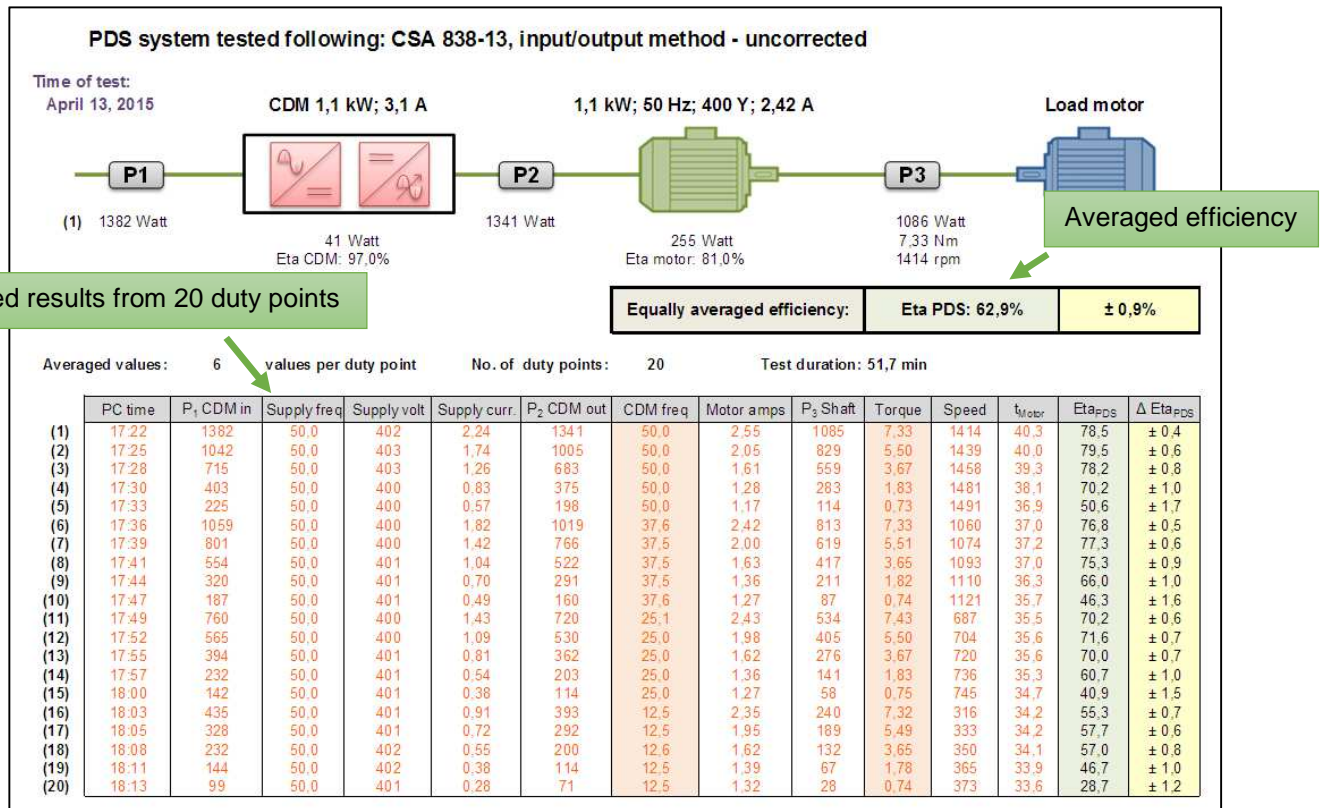 PDS system tested following: CSA 838-13, input/output method - uncorrected
Time of test:
April 13, 2015
CDM 1,1 kW; 3,1 A
1,1 kW; 50 Hz; 400 Y; 2,42 A
Load motor
P1
P2
P3
(1) 1382 Watt
1341 Watt
1086 Watt
7,33 Nm
1414 rpm
41 Watt
Eta CDM: 97,0%
255 Watt
Eta motor: 81,0%
Averaged efficiency
ed results from 20 duty points
Equally averaged efficiency: Eta PDS: 62,9% ± 0,9%
Averaged values: 6 values per duty point No. of duty points: 20 Test duration: 51,7 min
PC time P1 CDM in Supply freq Supply volt Supply curr. P2 CDM out CDM freq Motor amps P3 Shaft Torque Speed tMotor EtaPDS Δ EtaPDS
(1) 17:22 1382 50,0 402 2,24 1341 50,0 2,55 1085 7,33 1414 40,3 78,5 ± 0,4
(2) 17:25 1042 50,0 403 1,74 1005 50,0 2,05 829 5,50 1439 40,0 79,5 ± 0,6
(3) 17:28 715 50,0 403 1,26 683 50,0 1,61 559 3,67 1458 39,3 78,2 ± 0,8
(4) 17:30 403 50,0 400 0,83 375 50,0 1,28 283 1,83 1481 38,1 70,2 ± 1,0
(5) 17:33 225 50,0 400 0,57 198 50,0 1,17 114 0,73 1491 36,9 50,6 ± 1,7
(6) 17:36 1059 50,0 400 1,82 1019 37,6 2,42 813 7,33 1060 37,0 76,8 ± 0,5
(7) 17:39 801 50,0 400 1,42 766 37,5 2,00 619 5,51 1074 37,2 77,3 ± 0,6
(8) 17:41 554 50,0 401 1,04 522 37,5 1,63 417 3,65 1093 37,0 75,3 ± 0,9
(9) 17:44 320 50,0 401 0,70 291 37,5 1,36 211 1,82 1110 36,3 66,0 ± 1,0
(10) 17:47 187 50,0 401 0,49 160 37,6 1,27 87 0,74 1121 35,7 46,3 ± 1,6
(11) 17:49 760 50,0 400 1,43 720 25,1 2,43 534 7,43 687 35,5 70,2 ± 0,6
(12) 17:52 565 50,0 400 1,09 530 25,0 1,98 405 5,50 704 35,6 71,6 ± 0,7
(13) 17:55 394 50,0 401 0,81 362 25,0 1,62 276 3,67 720 35,6 70,0 ± 0,7
(14) 17:57 232 50,0 401 0,54 203 25,0 1,36 141 1,83 736 35,3 60,7 ± 1,0
(15) 18:00 142 50,0 401 0,38 114 25,0 1,27 58 0,75 745 34,7 40,9 ± 1,5
(16) 18:03 435 50,0 401 0,91 393 12,5 2,35 240 7,32 316 34,2 55,3 ± 0,7
(17) 18:05 328 50,0 401 0,72 292 12,5 1,95 189 5,49 333 34,2 57,7 ± 0,6
(18) 18:08 232 50,0 402 0,55 200 12,6 1,62 132 3,65 350 34,1 57,0 ± 0,8
(19) 18:11 144 50,0 402 0,38 114 12,5 1,39 67 1,78 365 33,9 46,7 ± 1,0
(20) 18:13 99 50,0 401 0,28 71 12,5 1,32 28 0,74 373 33,6 28,7 ± 1,2